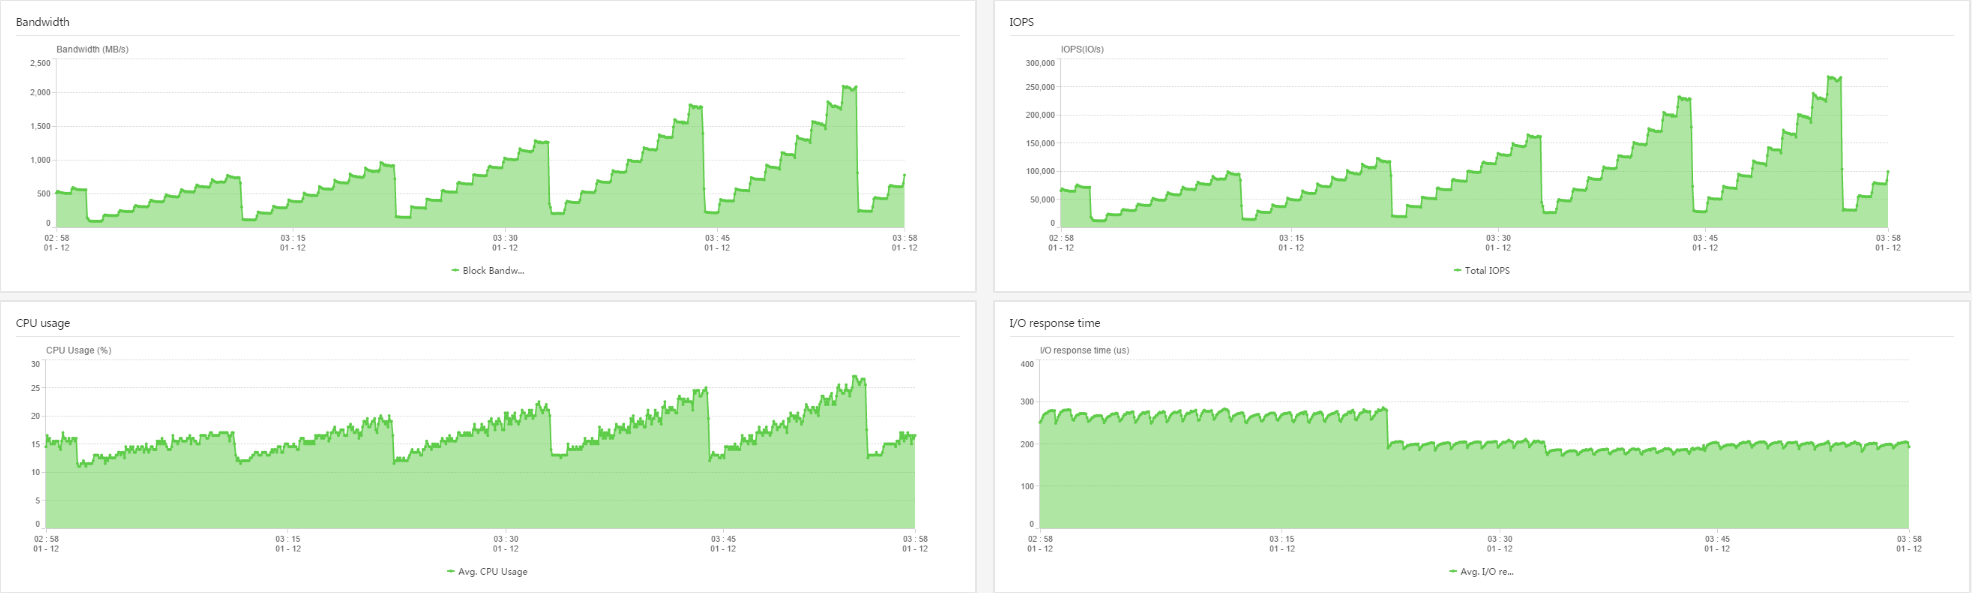 Bandwidth
Bandwidth (MB/s)
2,500
2,000
1,500
1,000
500
0
02 : 58
01 - 12
03 : 15
01 - 12
03 : 30
01 - 12
03 : 45
01 - 12
03 : 58
01 - 12
Block Bandw...
IOPS
IOPS(IO/s)
300,000
250,000
200,000
150,000
100,000
50,000
0
02 : 58
01 - 12
03 : 15
01 - 12
03 : 30
01 - 12
03 : 45
01 - 12
03 : 58
01 - 12
Total IOPS
CPU usage
CPU Usage (%)
30
25
20
15
10
5
0
02 : 58
01 - 12
03 : 15
01 - 12
03 : 30
01 - 12
03 : 45
01 - 12
03 : 58
01 - 12
Avg. CPU Usage
I/O response time
I/O response time (us)
400
300
200
100
0
02 : 58
01 - 12
03 : 15
01 - 12
03 : 30
01 - 12
03 : 45
01 - 12
03 : 58
01 - 12
Avg. I/O re...